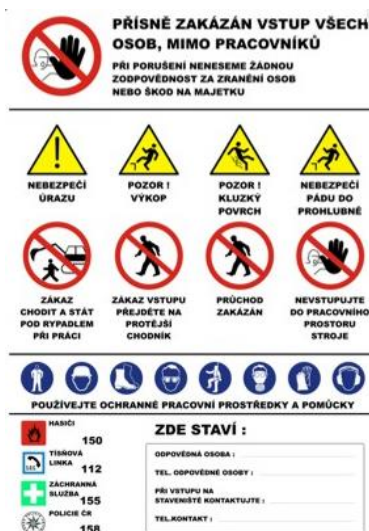 PŘÍSNĚ ZAKÁZÁN VSTUP VŠECH
OSOB, MIMO PRACOVNÍKŮ
PŘI PORUŠENÍ NENESEME ŽÁDNOU
ZODPOVĚDNOST ZA ZRANĚNÍ OSOB
NEBO ŠKOD NA MAJETKU
NEBEZPEČÍ
ÚRAZU
POZOR !
VÝKOP
POZOR !
KLUZKÝ
POVRCH
NEBEZPEČÍ
PÁDU DO
PROHLUBNĚ
ZÁKAZ
CHODIT A STÁT
POD RYPADLEM
PŘI PRÁCI
ZÁKAZ VSTUPU
PŘEJDĚTE NA
PROTĚJŠÍ
CHODNÍK
PRŮCHOD
ZAKÁZÁN
NEVSTUPUJTE
DO PRACOVNÍHO
PROSTORU
STROJE
POUŽÍVEJTE OCHRANNÉ PRACOVNÍ PROSTŘEDKY A POMŮCKY
HASIČI
150
TÍSŇOVÁ
LINKA 112
ZÁCHRANNÁ
SLUŽBA 155
POLICIE ČR
158
ZDE STAVÍ :
ODPOVĚDNÁ OSOBA :
TEL. ODPOVĚDNÉ OSOBY :
PŘI VSTUPU NA
STAVENIŠTĚ KONTAKTUJTE :
TEL.KONTAKT :